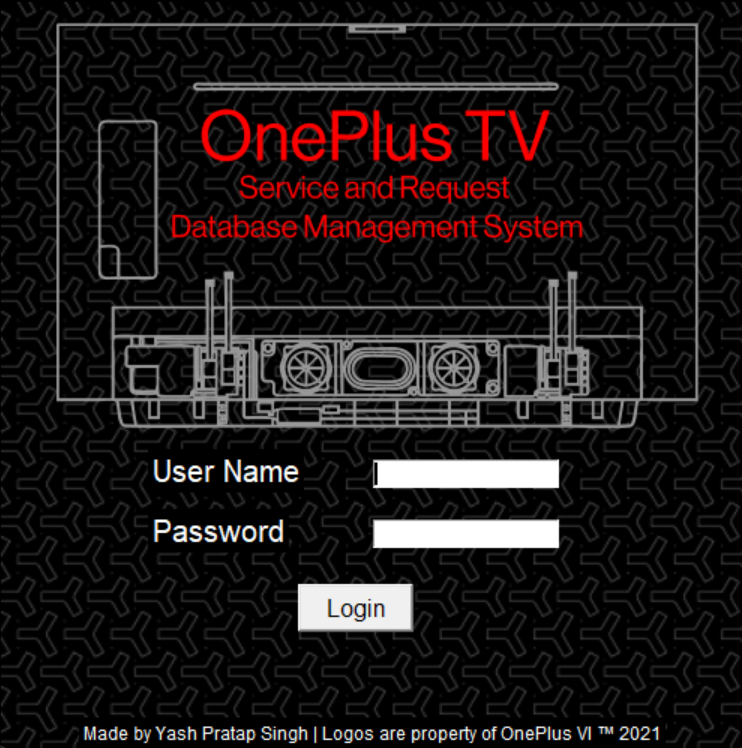 OnePlus TV
Service and Request
Database Management System
User Name
Password
Login
Made by Yash Pratap Singh | Logos are property of OnePlus VI ™ 2021